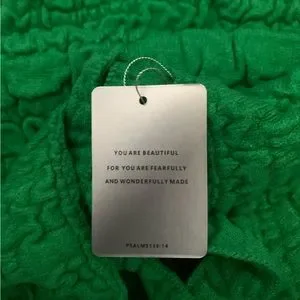 YOU ARE BEAUTIFUL
FOR YOU ARE FEARFULLY
AND WONDERFULLY MADE
PSALMS139:14